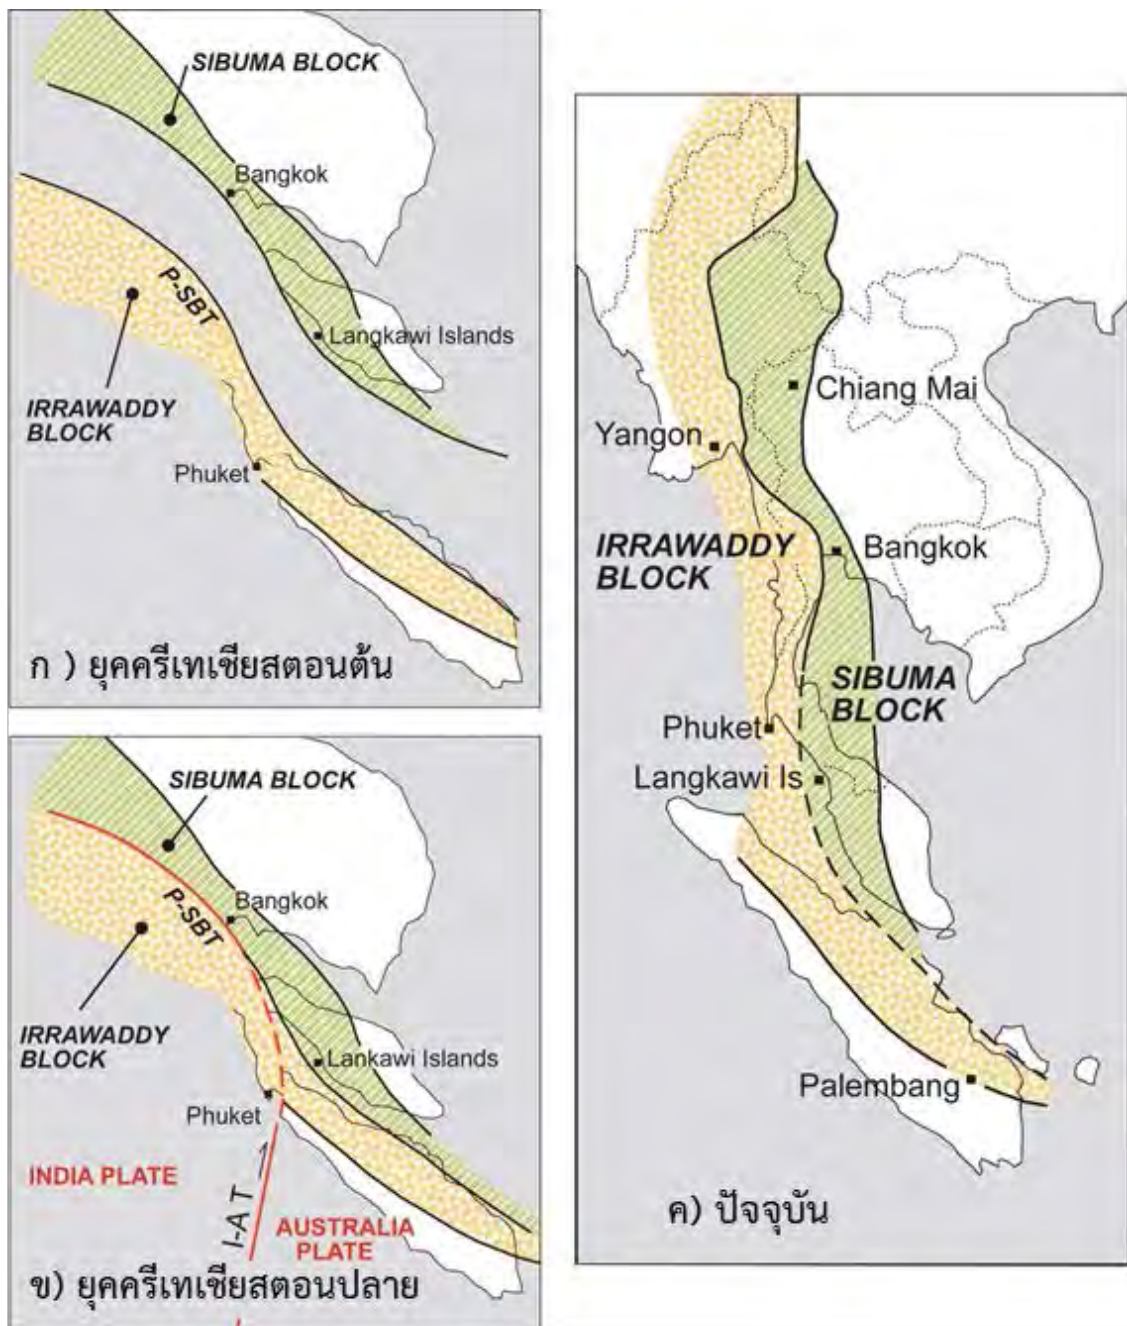 SIBUMA BLOCK
Bangkok
P-SBT
Langkawi Islands
IRRAWADDY
BLOCK
Phuket
ก ) ยุคครีเทเชียสตอนต้น
SIBUMA BLOCK
Bangkok
P-SBT
IRRAWADDY
BLOCK
Lankawi Islands
Phuket
INDIA PLATE
I-A T
AUSTRALIA
PLATE
ข) ยุคครีเทเชียสตอนปลาย
Chiang Mai
Yangon
IRRAWADDY
BLOCK
Bangkok
SIBUMA
BLOCK
Phuket
Langkawi Is
Palembang
ค) ปัจจุบัน